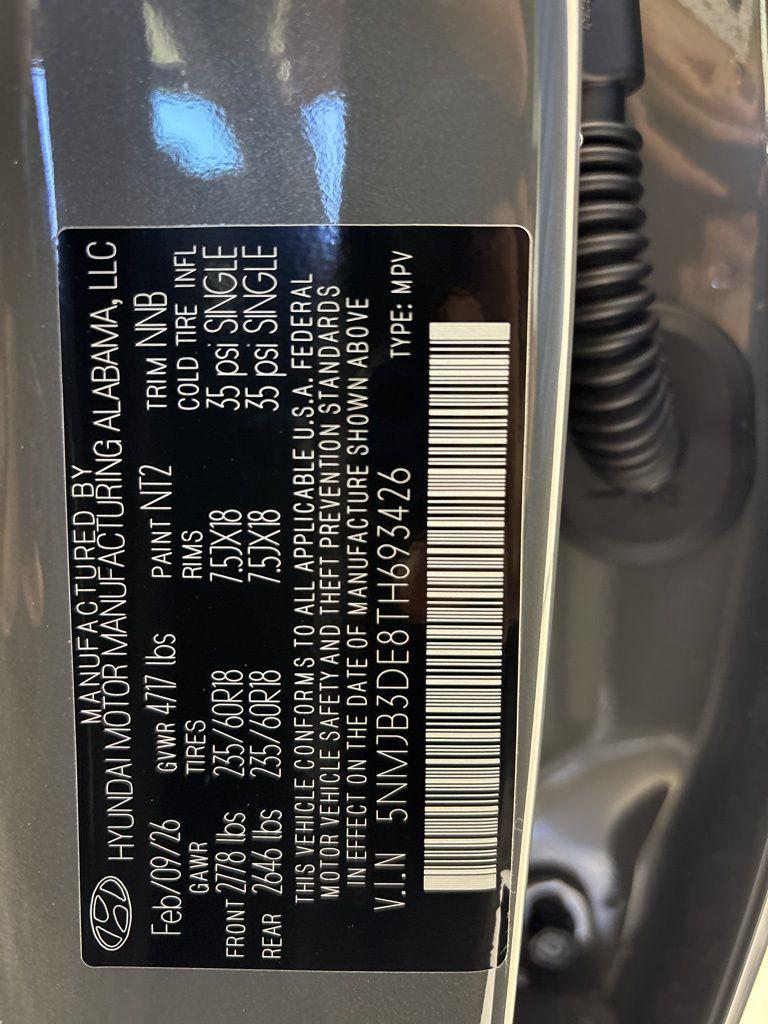 MANUFACTURED BY
HYUNDAI MOTOR MANUFACTURING ALABAMA, LLC
Feb/09/26 GVWR 4717 lbs PAINT NT2 TRIM NNB
GAWR TIRES RIMS COLD TIRE INFL
FRONT 2778 lbs 235/60R18 7.5JX18 35 psi SINGLE
REAR 2646 lbs 235/60R18 7.5JX18 35 psi SINGLE
THIS VEHICLE CONFORMS TO ALL APPLICABLE U.S.A. FEDERAL
MOTOR VEHICLE SAFETY AND THEFT PREVENTION STANDARDS
IN EFFECT ON THE DATE OF MANUFACTURE SHOWN ABOVE
V.I.N 5NMJB3DE8TH693426 TYPE: MPV